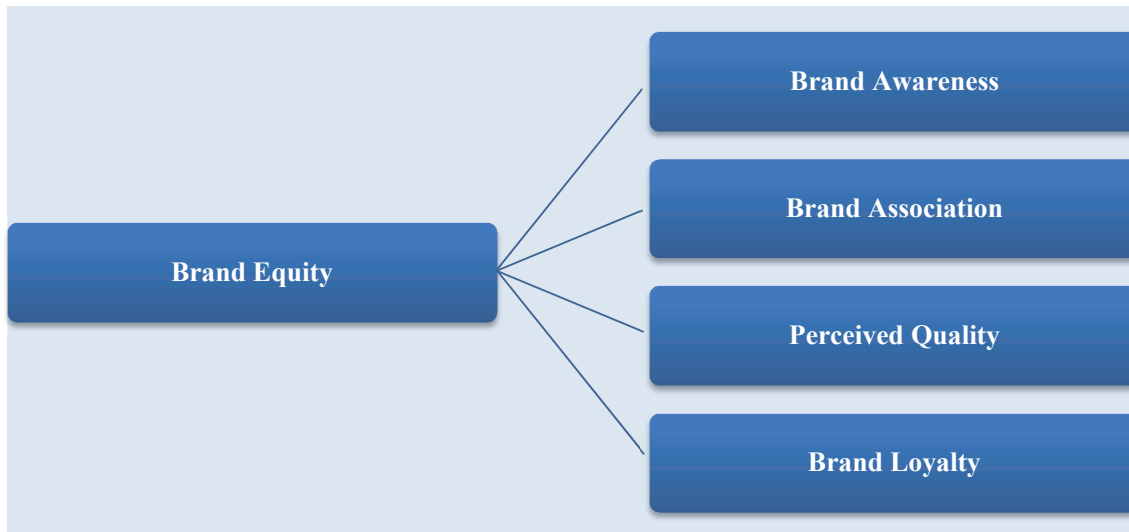 Brand Awareness
Brand Association
Brand Equity
Perceived Quality
Brand Loyalty